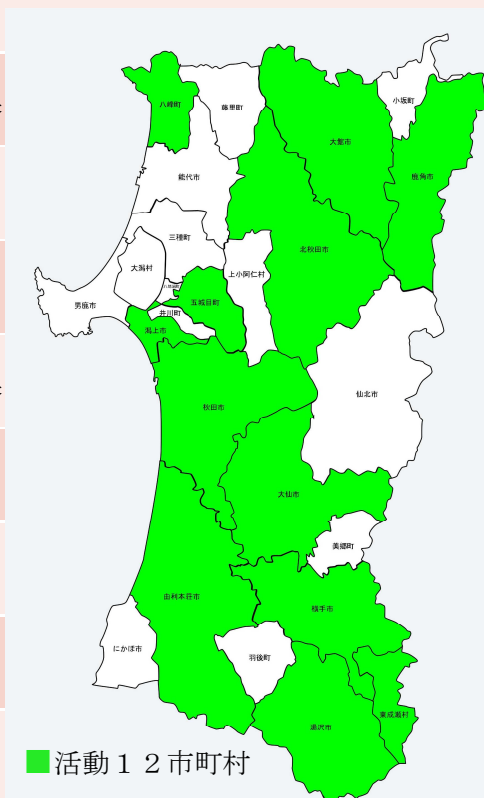 小坂町
八峰町
藤里町
大館市
鹿角市
能代市
三種町
北秋田市
大潟村
上小阿仁村
男鹿市
五城目町
井川町
潟上市
仙北市
秋田市
大仙市
美郷町
由利本荘市
横手市
にかほ市
羽後町
東成瀬村
湯沢市
活動１２市町村